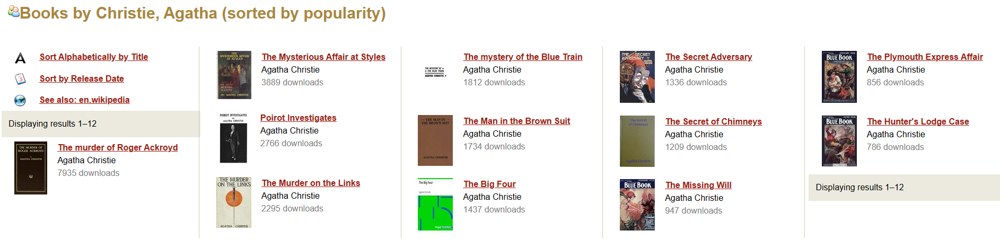 Books by Christie, Agatha (sorted by popularity)
A
Sort Alphabetically by Title
3
Sort by Release Date
See also: en.wikipedia
Displaying results 1–12
THE MURDER OF
ROGER ACKROYD
AGATHA CHRISTIE
The murder of Roger Ackroyd
Agatha Christie
7935 downloads
THE
MYSTERIOUS AFFAIR
AT STYLES
AGATHA CHRISTIE
The Mysterious Affair at Styles
Agatha Christie
3889 downloads
POIROT INVESTIGATES
AGATHA CHRISTIE
Poirot Investigates
Agatha Christie
2766 downloads
THE MURDER
ON THE LINKS
AGATHA CHRISTIE
The Murder on the Links
Agatha Christie
2295 downloads
THE MYSTERY OF
THE BLUE TRAIN
AGATHA CHRISTIE
The mystery of the Blue Train
Agatha Christie
1812 downloads
THE MAN IN
THE BROWN SUIT
AGATHA CHRISTIE
The Man in the Brown Suit
Agatha Christie
1734 downloads
The Big Four
Agatha Christie
Project Gutenberg
The Big Four
Agatha Christie
1437 downloads
THE SECRET
ADVERSARY
AGATHA
CHRISTIE
The Secret Adversary
Agatha Christie
1336 downloads
The Secret
of Chimneys
Agatha Christie
The Secret of Chimneys
Agatha Christie
1209 downloads
JANUARY 1925
BLUE BOOK
The Missing Will
Agatha Christie
947 downloads
JANUARY 1924
BLUE BOOK
MAGAZINE
The Plymouth Express Affair
Agatha Christie
856 downloads
JUNE 1924
BLUE BOOK
The Hunter's Lodge Case
Agatha Christie
786 downloads
Displaying results 1–12